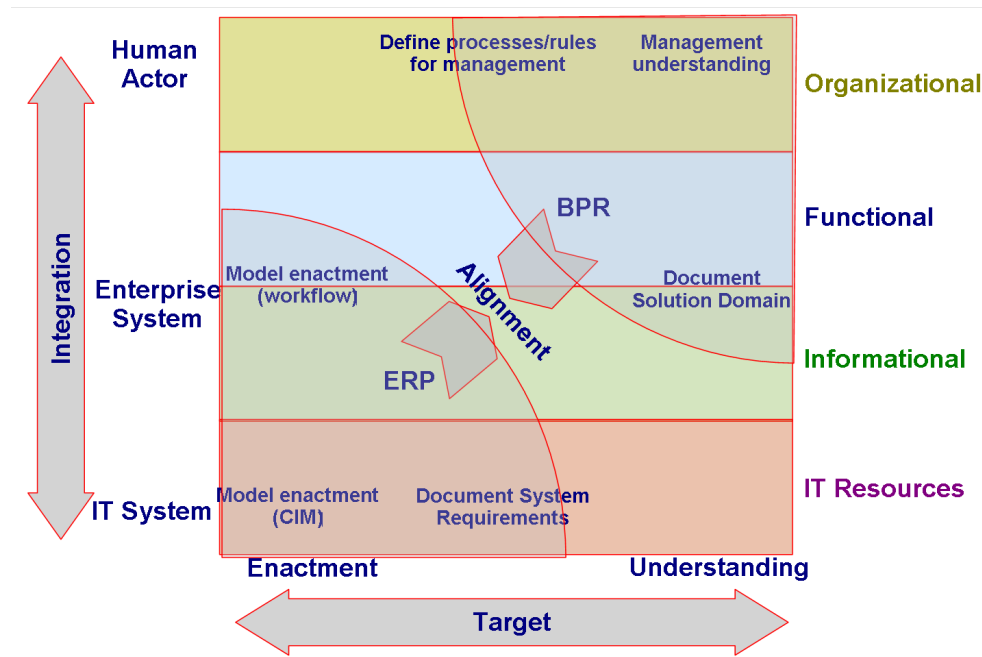 Human
Actor
Define processes/rules
for management
Management
understanding
Organizational
BPR
Functional
Integration
Enterprise
System
Model enactment
(workflow)
Alignment
Document
Solution Domain
ERP
Informational
IT System
Model enactment
(CIM)
Document System
Requirements
IT Resources
Enactment
Understanding
Target